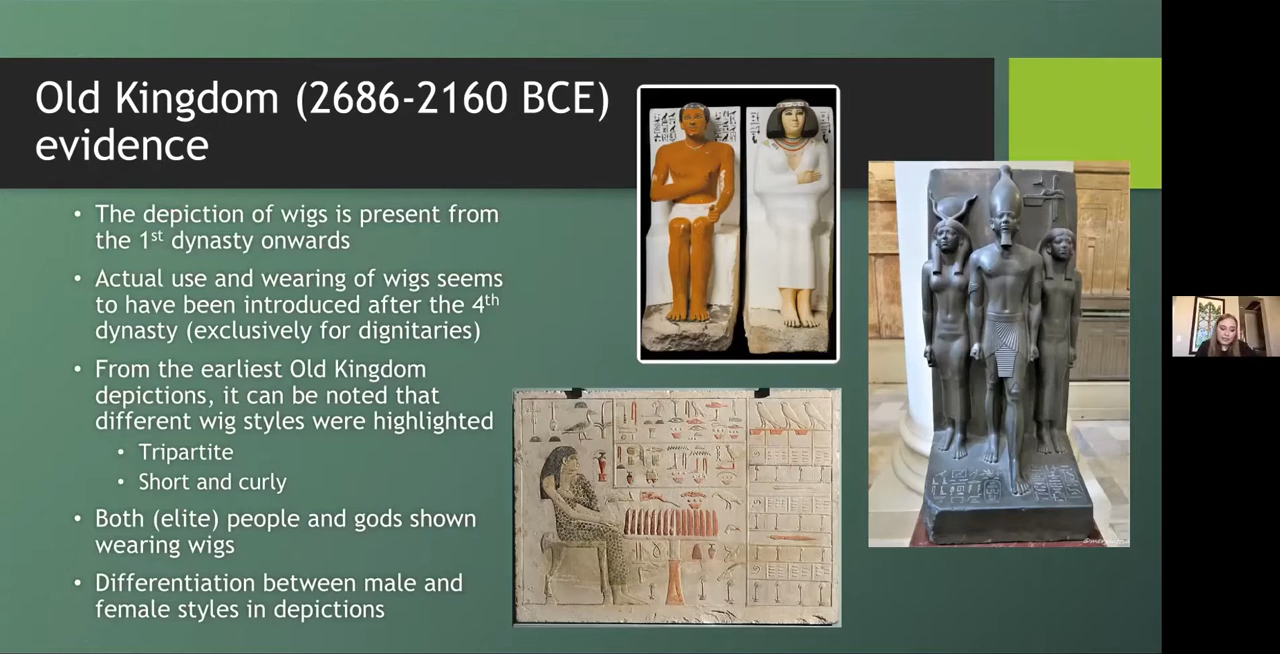 Old Kingdom (2686-2160 BCE)
evidence
• The depiction of wigs is present from
the 1st dynasty onwards
• Actual use and wearing of wigs seems
to have been introduced after the 4th
dynasty (exclusively for dignitaries)
• From the earliest Old Kingdom
depictions, it can be noted that
different wig styles were highlighted
• Tripartite
• Short and curly
• Both (elite) people and gods shown
wearing wigs
• Differentiation between male and
female styles in depictions